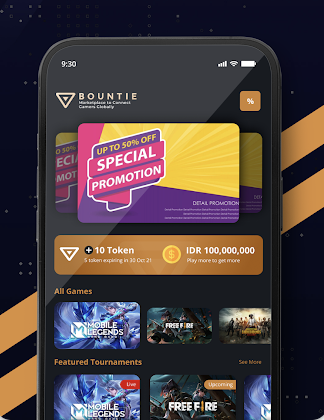 9:30
BOUNTIE
Marketplace to Connect
Gamers Globally
%
UP TO 50% OFF
SPECIAL
PROMOTION
DETAIL PROMOTION
+ 10 Token
5 token expiring in 30 Oct 21
$
IDR 100,000,000
Play more to get more
All Games
MOBILE
LEGENDS
FREE FIRE
Featured Tournaments
See More
Live
Upcoming
MOBILE
LEGENDS
FREE FIRE